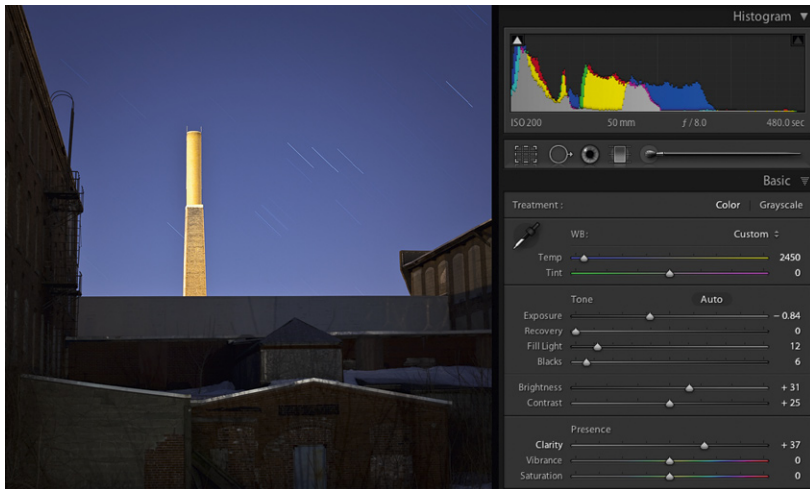 Histogram
ISO 200 50 mm ƒ / 8.0 480.0 sec
Basic
Treatment : Color Grayscale
WB: Custom
Temp 2450
Tint 0
Tone Auto
Exposure − 0.84
Recovery 0
Fill Light 12
Blacks 6
Brightness + 31
Contrast + 25
Presence
Clarity + 37
Vibrance 0
Saturation 0